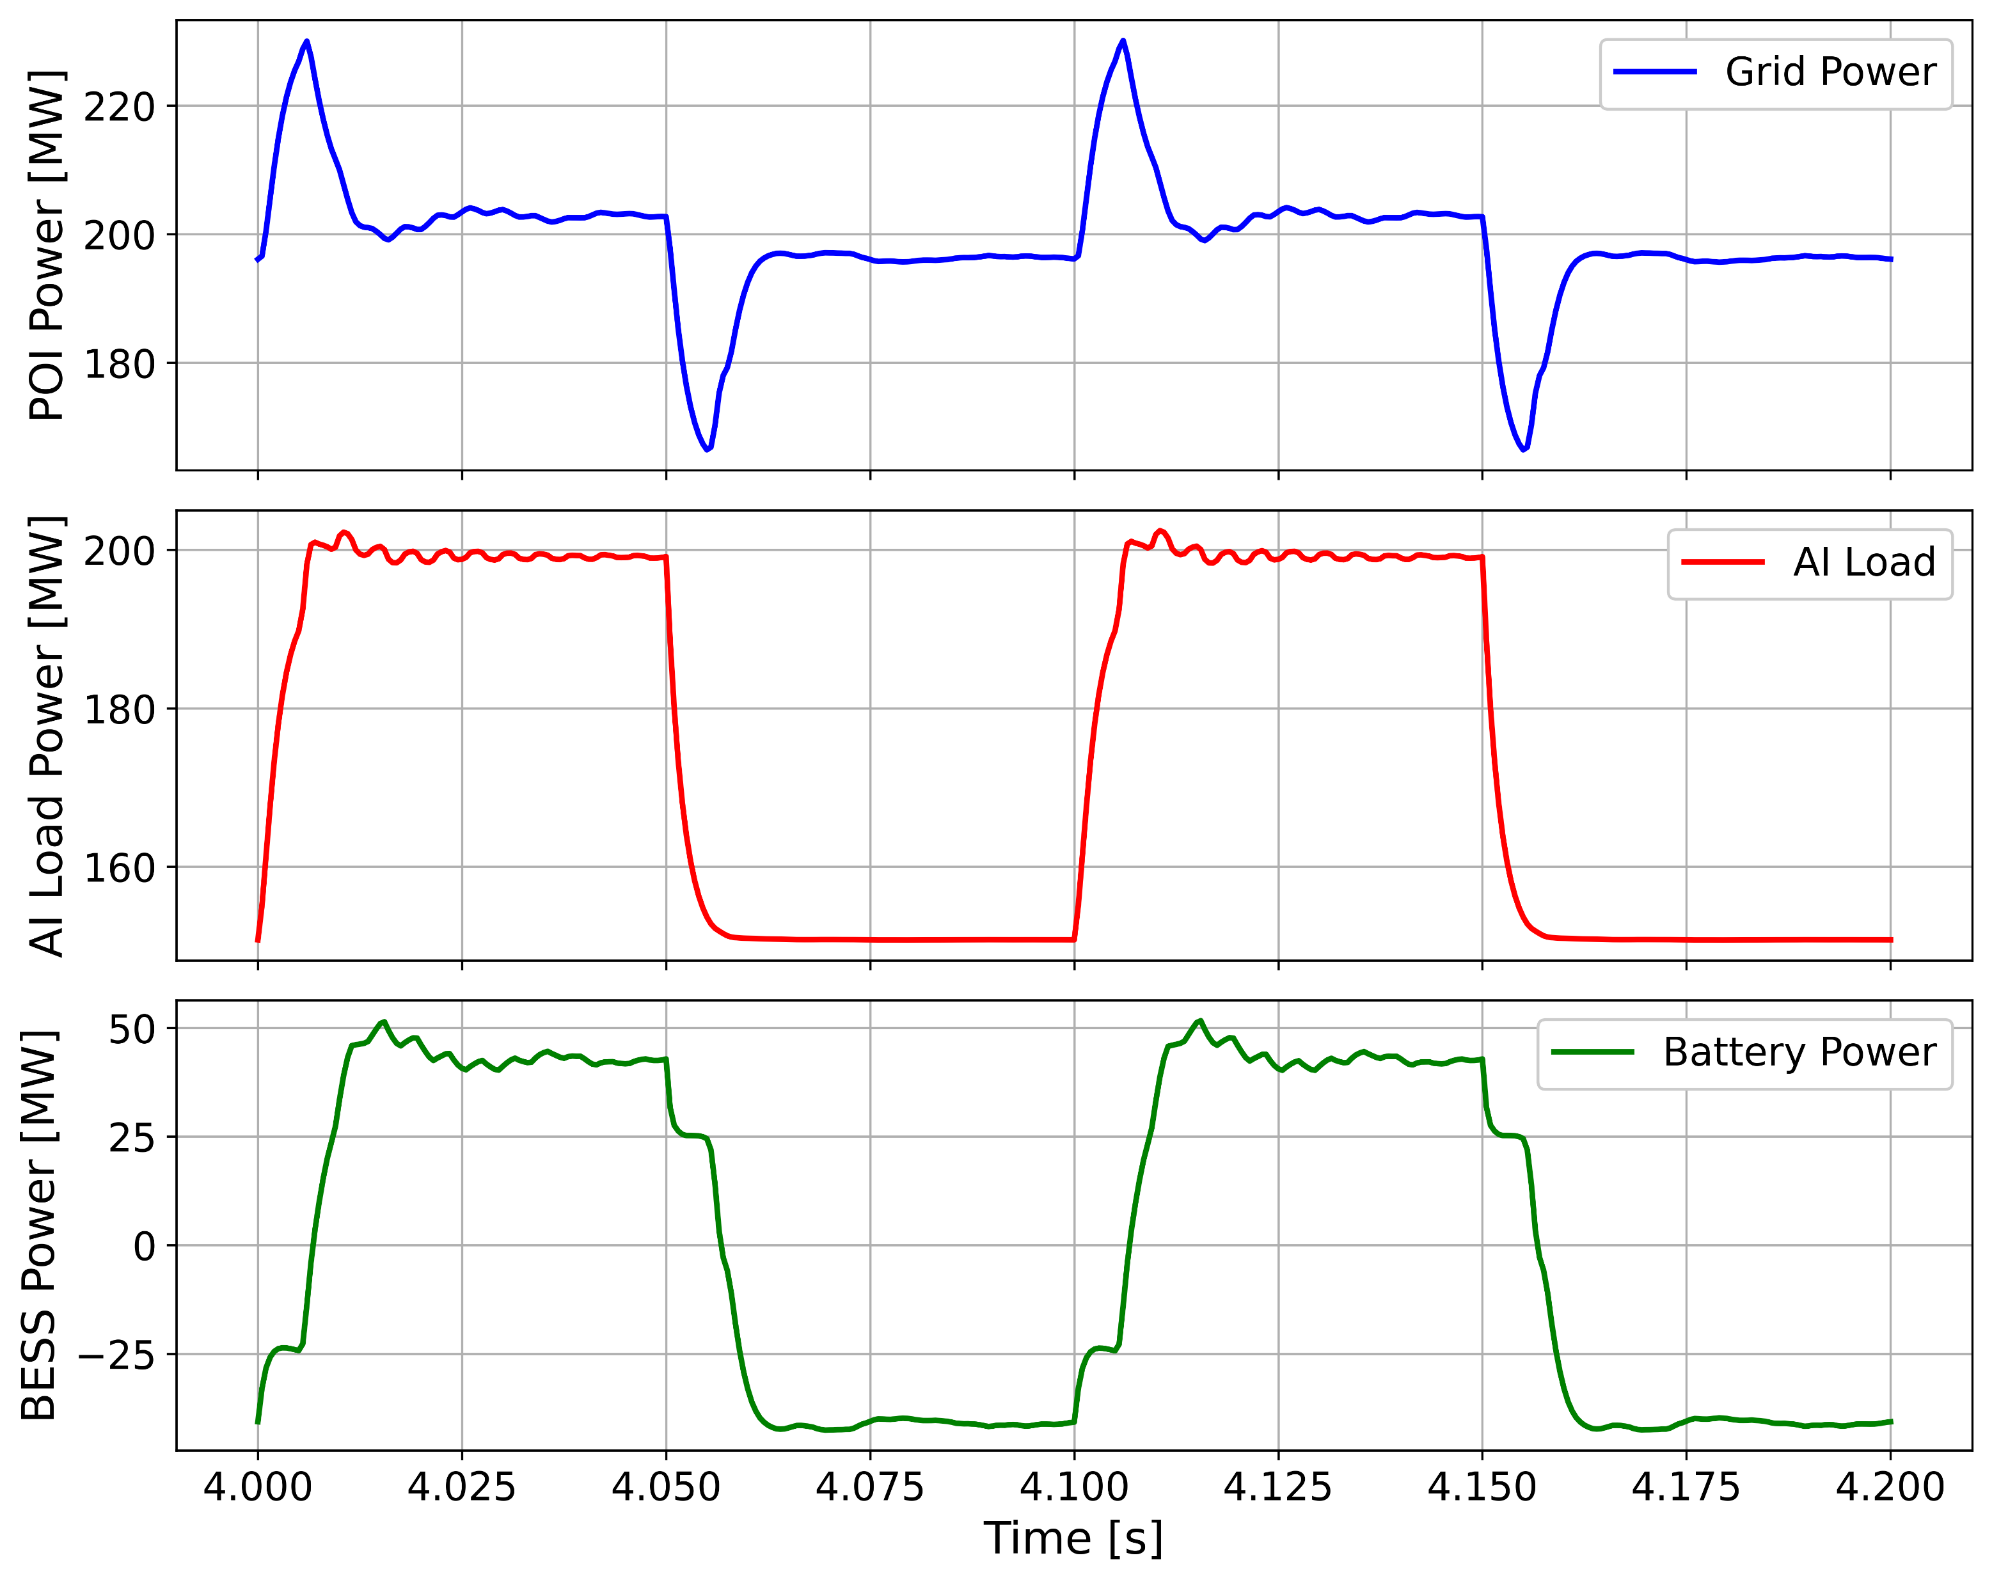 POI Power [MW]
220
200
180
Grid Power
AI Load Power [MW]
200
180
160
AI Load
BESS Power [MW]
50
25
0
−25
Battery Power
4.000 4.025 4.050 4.075 4.100 4.125 4.150 4.175 4.200
Time [s]